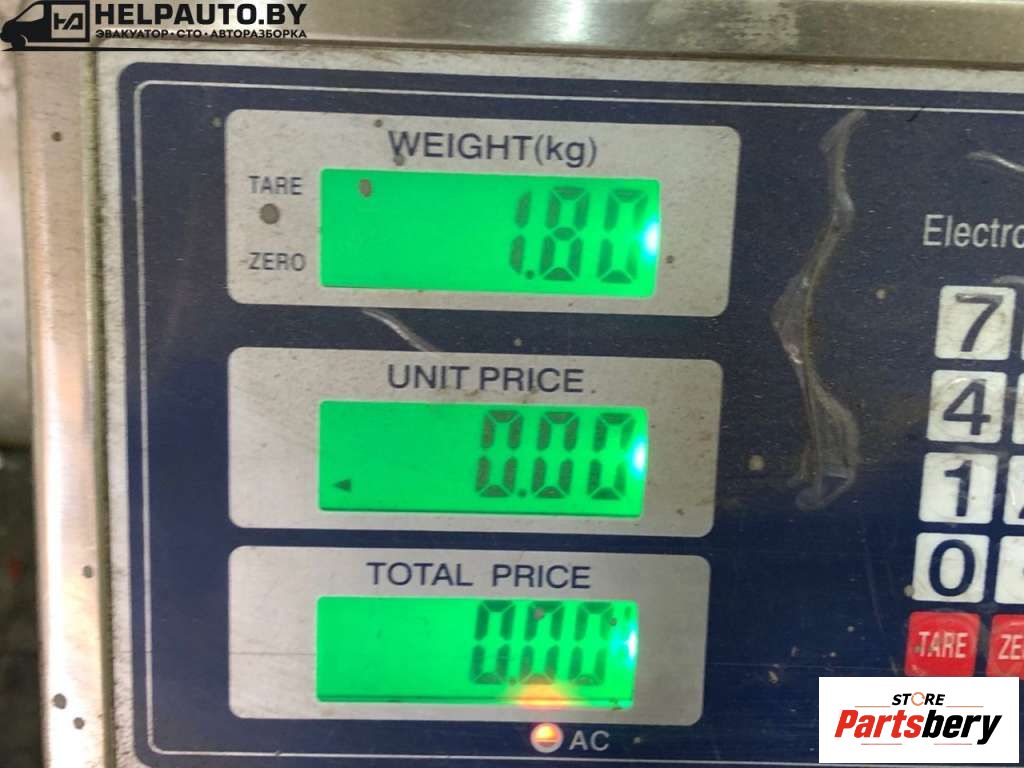 HELPAUTO.BY
ЭВАКУАТОР•СТО•АВТОРАЗБОРКА
WEIGHT(kg)
TARE
ZERO
1.80
Electro
UNIT PRICE
0.00
7
4
1
0
TOTAL PRICE
0.00
TARE
ZE
AC
STORE
Partsbery